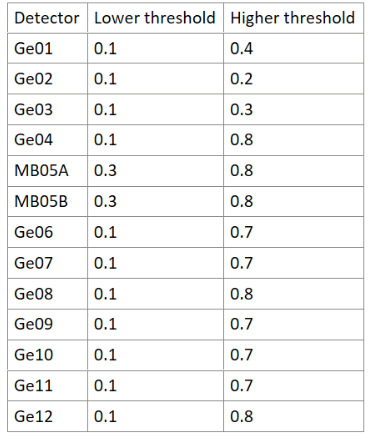 Detector Lower threshold Higher threshold
Ge01 0.1 0.4
Ge02 0.1 0.2
Ge03 0.1 0.3
Ge04 0.1 0.8
MB05A 0.3 0.8
MB05B 0.3 0.8
Ge06 0.1 0.7
Ge07 0.1 0.7
Ge08 0.1 0.8
Ge09 0.1 0.7
Ge10 0.1 0.7
Ge11 0.1 0.7
Ge12 0.1 0.8